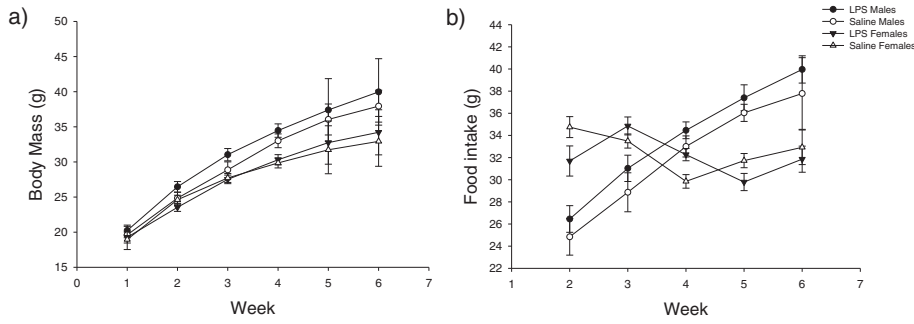 a)
50
45
40
35
30
25
20
15
Body Mass (g)
0 1 2 3 4 5 6 7
Week
b)
42
40
38
36
34
32
30
28
26
24
22
Food intake (g)
1 2 3 4 5 6 7
Week
LPS Males
Saline Males
LPS Females
Saline Females